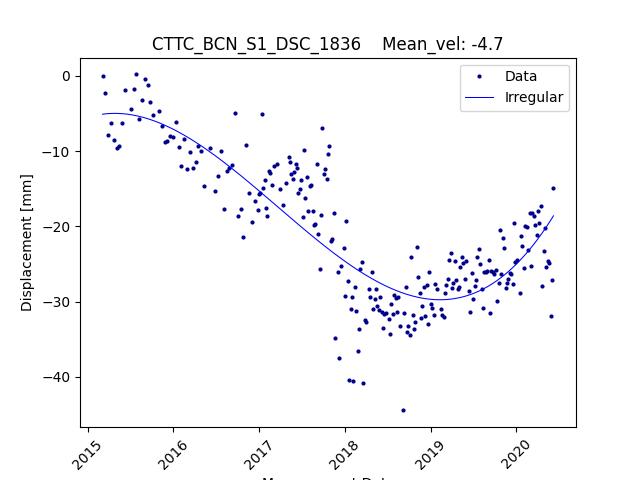 CTTC_BCN_S1_DSC_1836    Mean_vel: -4.7
Data
Irregular
Displacement [mm]
0
−10
−20
−30
−40
2015
2016
2017
2018
2019
2020